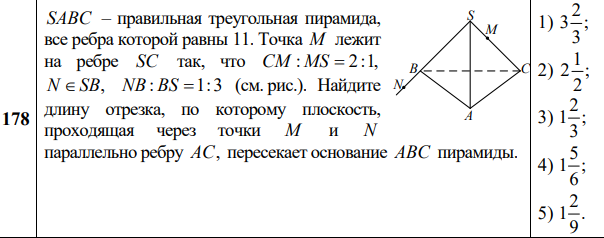 178
SABC – правильная треугольная пирамида,
все ребра которой равны 11. Точка M лежит
на ребре SC так, что CM : MS = 2 : 1,
N ∈ SB, NB : BS = 1 : 3 (см. рис.). Найдите
длину отрезка, по которому плоскость,
проходящая через точки M и N
параллельно ребру AC, пересекает основание ABC пирамиды.
S
M
B
C
N
A
1) 3 2/3;
2) 2 1/2;
3) 1 2/3;
4) 1 5/6;
5) 1 2/9.